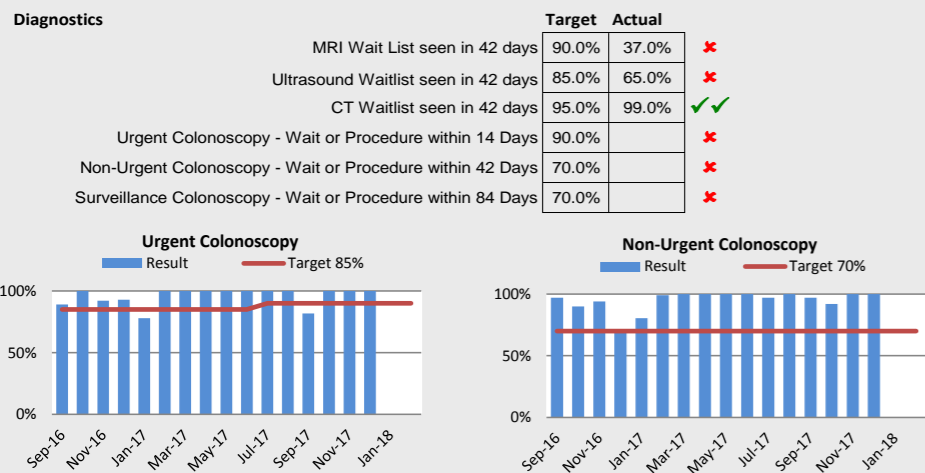 Diagnostics Target Actual
MRI Wait List seen in 42 days 90.0% 37.0% ✘
Ultrasound Waitlist seen in 42 days 85.0% 65.0% ✘
CT Waitlist seen in 42 days 95.0% 99.0% ✓✓
Urgent Colonoscopy - Wait or Procedure within 14 Days 90.0% ✘
Non-Urgent Colonoscopy - Wait or Procedure within 42 Days 70.0% ✘
Surveillance Colonoscopy - Wait or Procedure within 84 Days 70.0% ✘
Urgent Colonoscopy
Result Target 85%
100%
50%
0%
Sep-16 Nov-16 Jan-17 Mar-17 May-17 Jul-17 Sep-17 Nov-17 Jan-18
Non-Urgent Colonoscopy
Result Target 70%
100%
50%
0%
Sep-16 Nov-16 Jan-17 Mar-17 May-17 Jul-17 Sep-17 Nov-17 Jan-18